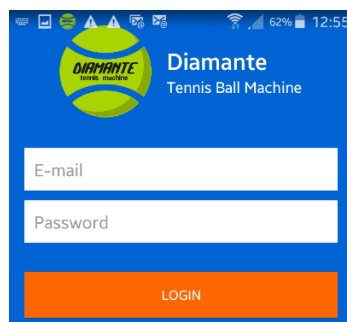 62% 12:55
DIAMANTE
tennis machine
Diamante
Tennis Ball Machine
E-mail
Password
LOGIN